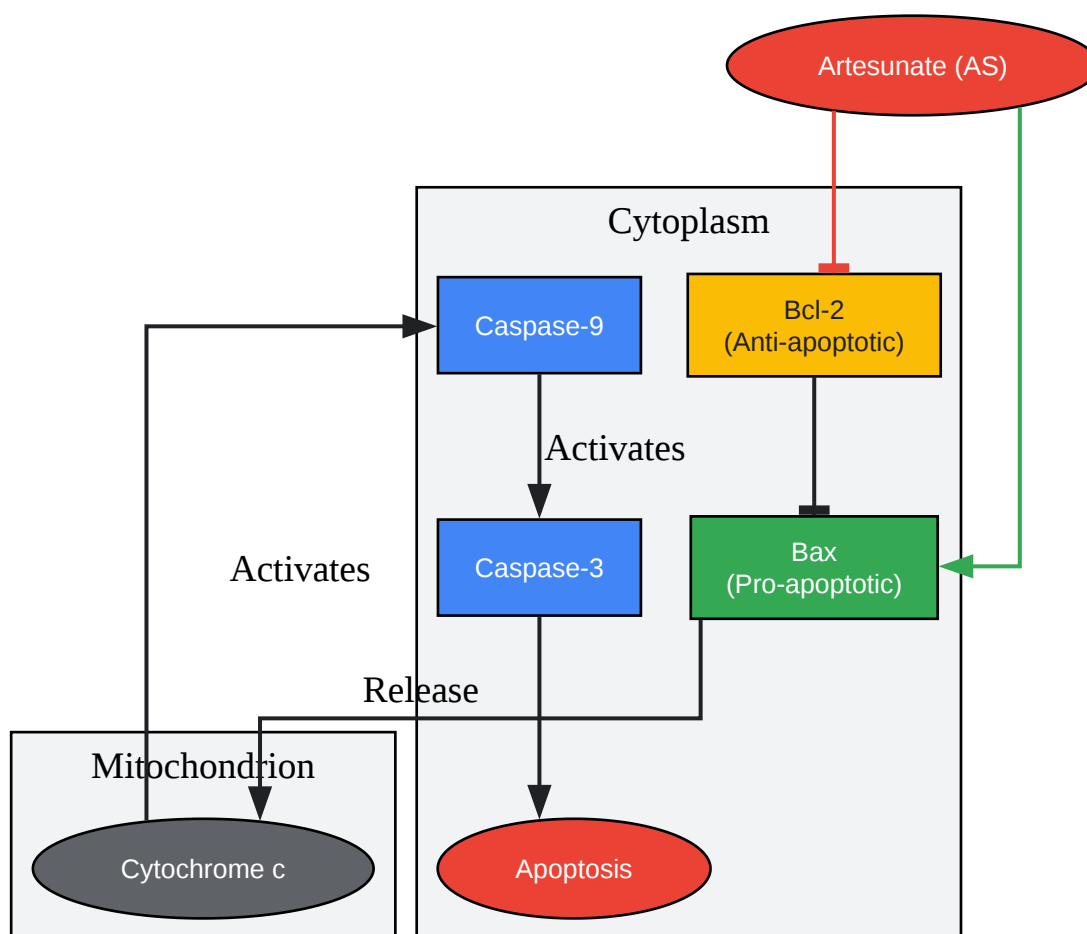 Artesunate (AS)
Cytoplasm
Caspase-9
Bcl-2
(Anti-apoptotic)
Activates
Activates
Caspase-3
Bax
(Pro-apoptotic)
Release
Mitochondrion
Cytochrome c
Apoptosis